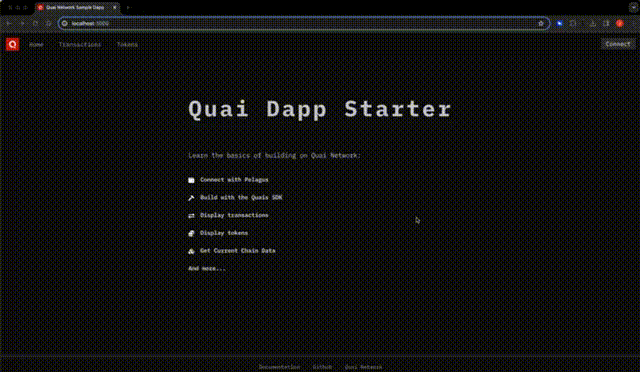 Quai Network Sample Dapp
localhost:3000
Home Transactions Tokens Connect
Quai Dapp Starter
Learn the basics of building on Quai Network:
Connect with Pelagus
Build with the Quais SDK
Display transactions
Display tokens
Get Current Chain Data
And more...
Documentation Github Quai Network